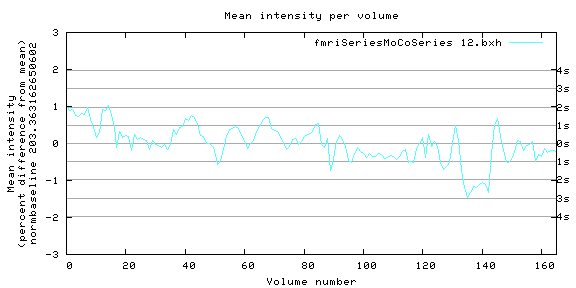 Mean intensity per volume
fmriSeriesMoCoSeries 12.bxh
Mean intensity
(percent difference from mean)
normbaseline 203.363162650602
3
2
1
0
-1
-2
-3
4s
3s
2s
1s
0s
1s
2s
3s
4s
0 20 40 60 80 100 120 140 160
Volume number